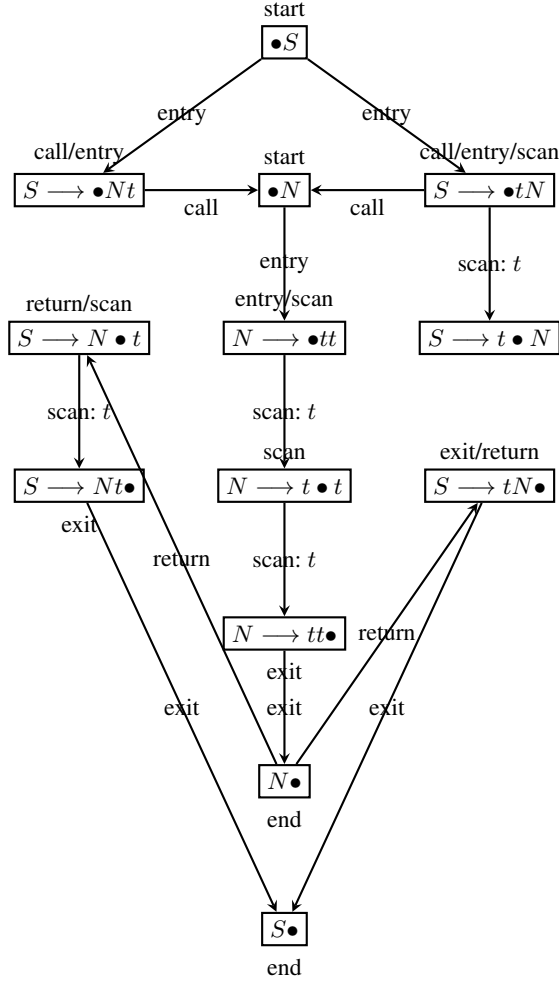 start
●S
entry
entry
call/entry
start
call/entry/scan
S ⟶ ●Nt
●N
S ⟶ ●tN
call
call
entry
scan: t
return/scan
entry/scan
S ⟶ N ● t
N ⟶ ●tt
S ⟶ t ● N
scan: t
scan: t
scan
exit/return
S ⟶ Nt●
N ⟶ t ● t
S ⟶ tN●
exit
return
scan: t
N ⟶ tt●
return
exit
exit
exit
exit
N●
end
S●
end